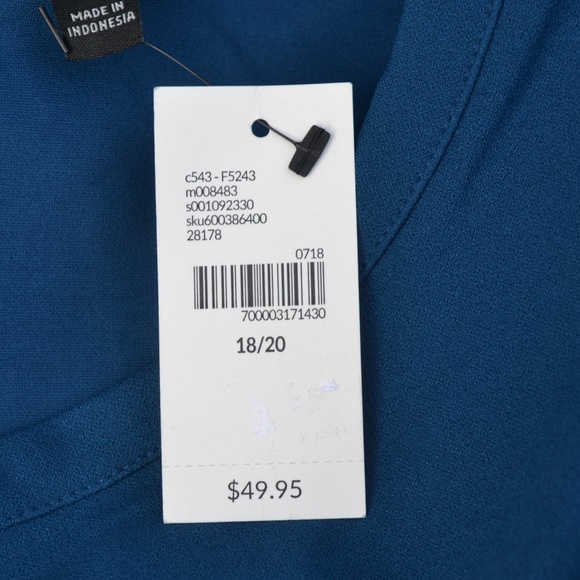 MADE IN
INDONESIA
c543 - F5243
m008483
s001092330
sku600386400
28178
0718
700003171430
18/20
$49.95